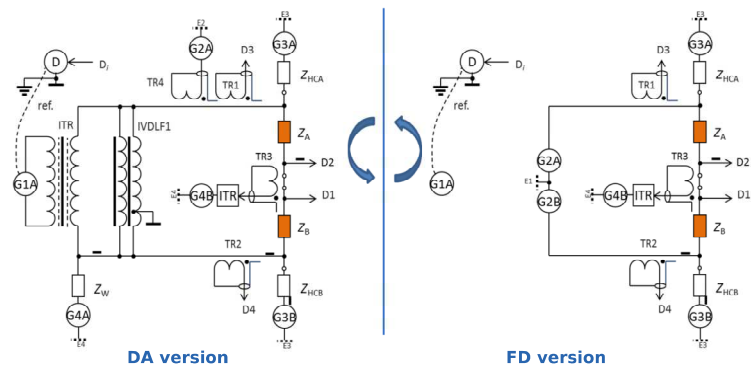 E3
E2
G3A
D3
G2A
D
Di
TR4
TR1
ZHCA
ref.
ITR
IVDLF1
ZA
TR3
D2
G1A
E4
G4B
ITR
D1
ZB
TR2
ZW
D4
ZHCB
G4A
G3B
E4
E3
DA version
E3
G3A
D3
D
Di
TR1
ZHCA
ref.
ZA
G2A
TR3
D2
G1A
E1
E4
G4B
ITR
D1
G2B
ZB
TR2
D4
ZHCB
G3B
E3
FD version